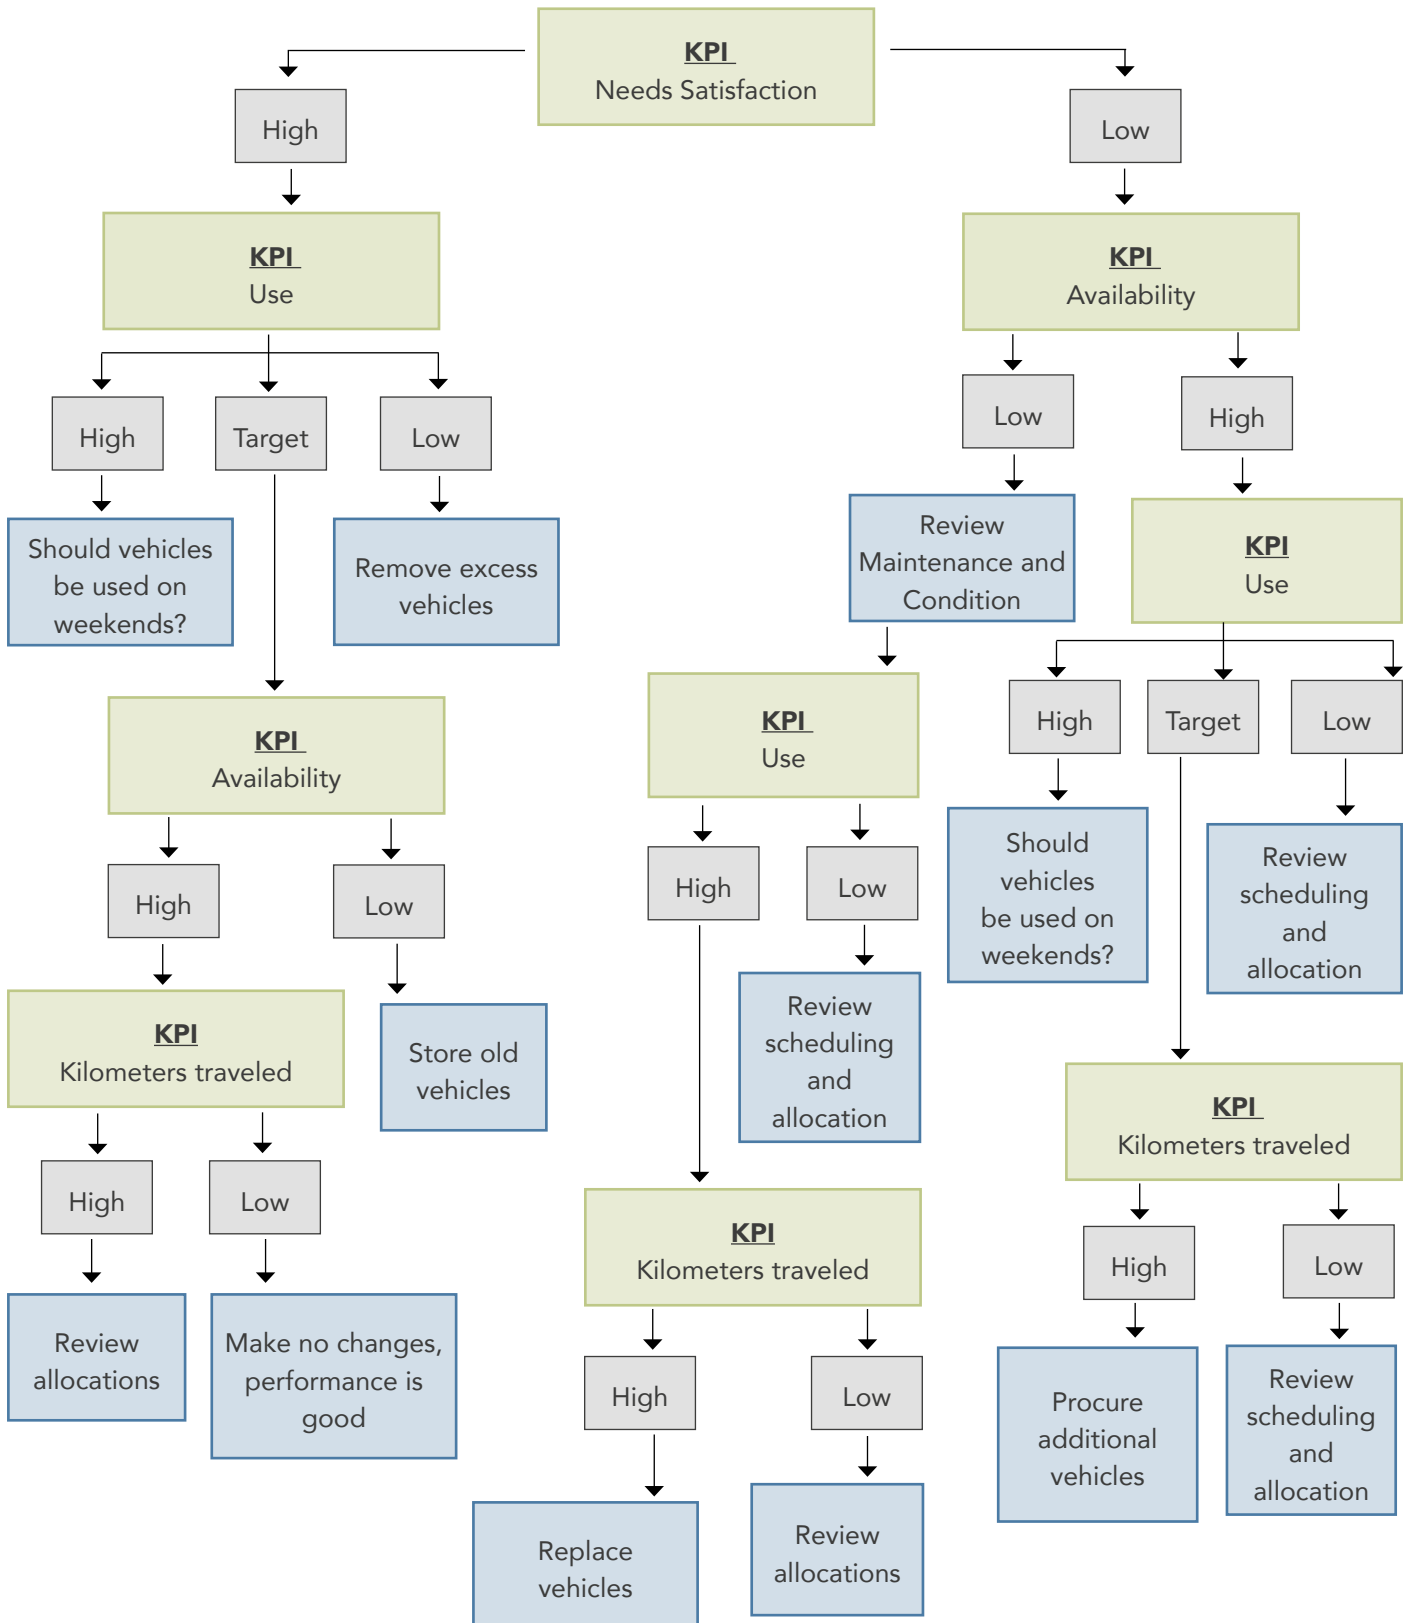 KPI
Needs Satisfaction
High
Low
KPI
Use
KPI
Availability
High
Target
Low
Low
High
Should vehicles
be used on
weekends?
Remove excess
vehicles
Review
Maintenance and
Condition
KPI
Use
KPI
Availability
KPI
Use
High
Target
Low
High
Low
High
Low
Should
vehicles
be used on
weekends?
Review
scheduling
and
allocation
KPI
Kilometers traveled
Store old
vehicles
Review
scheduling
and
allocation
KPI
Kilometers traveled
High
Low
KPI
Kilometers traveled
High
Low
Review
allocations
Make no changes,
performance is
good
High
Low
Procure
additional
vehicles
Review
scheduling
and
allocation
Replace
vehicles
Review
allocations